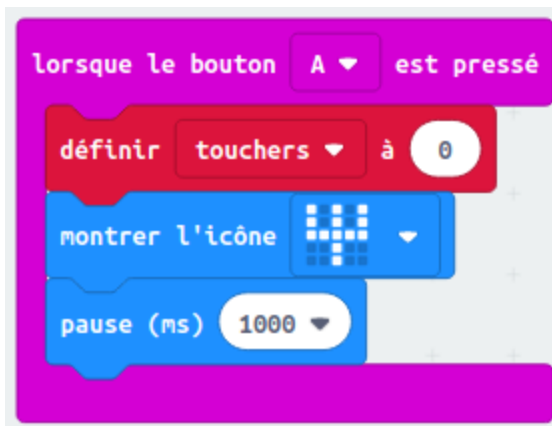 lorsque le bouton A est pressé
définir touchers à 0
montrer l'icône
pause (ms) 1000